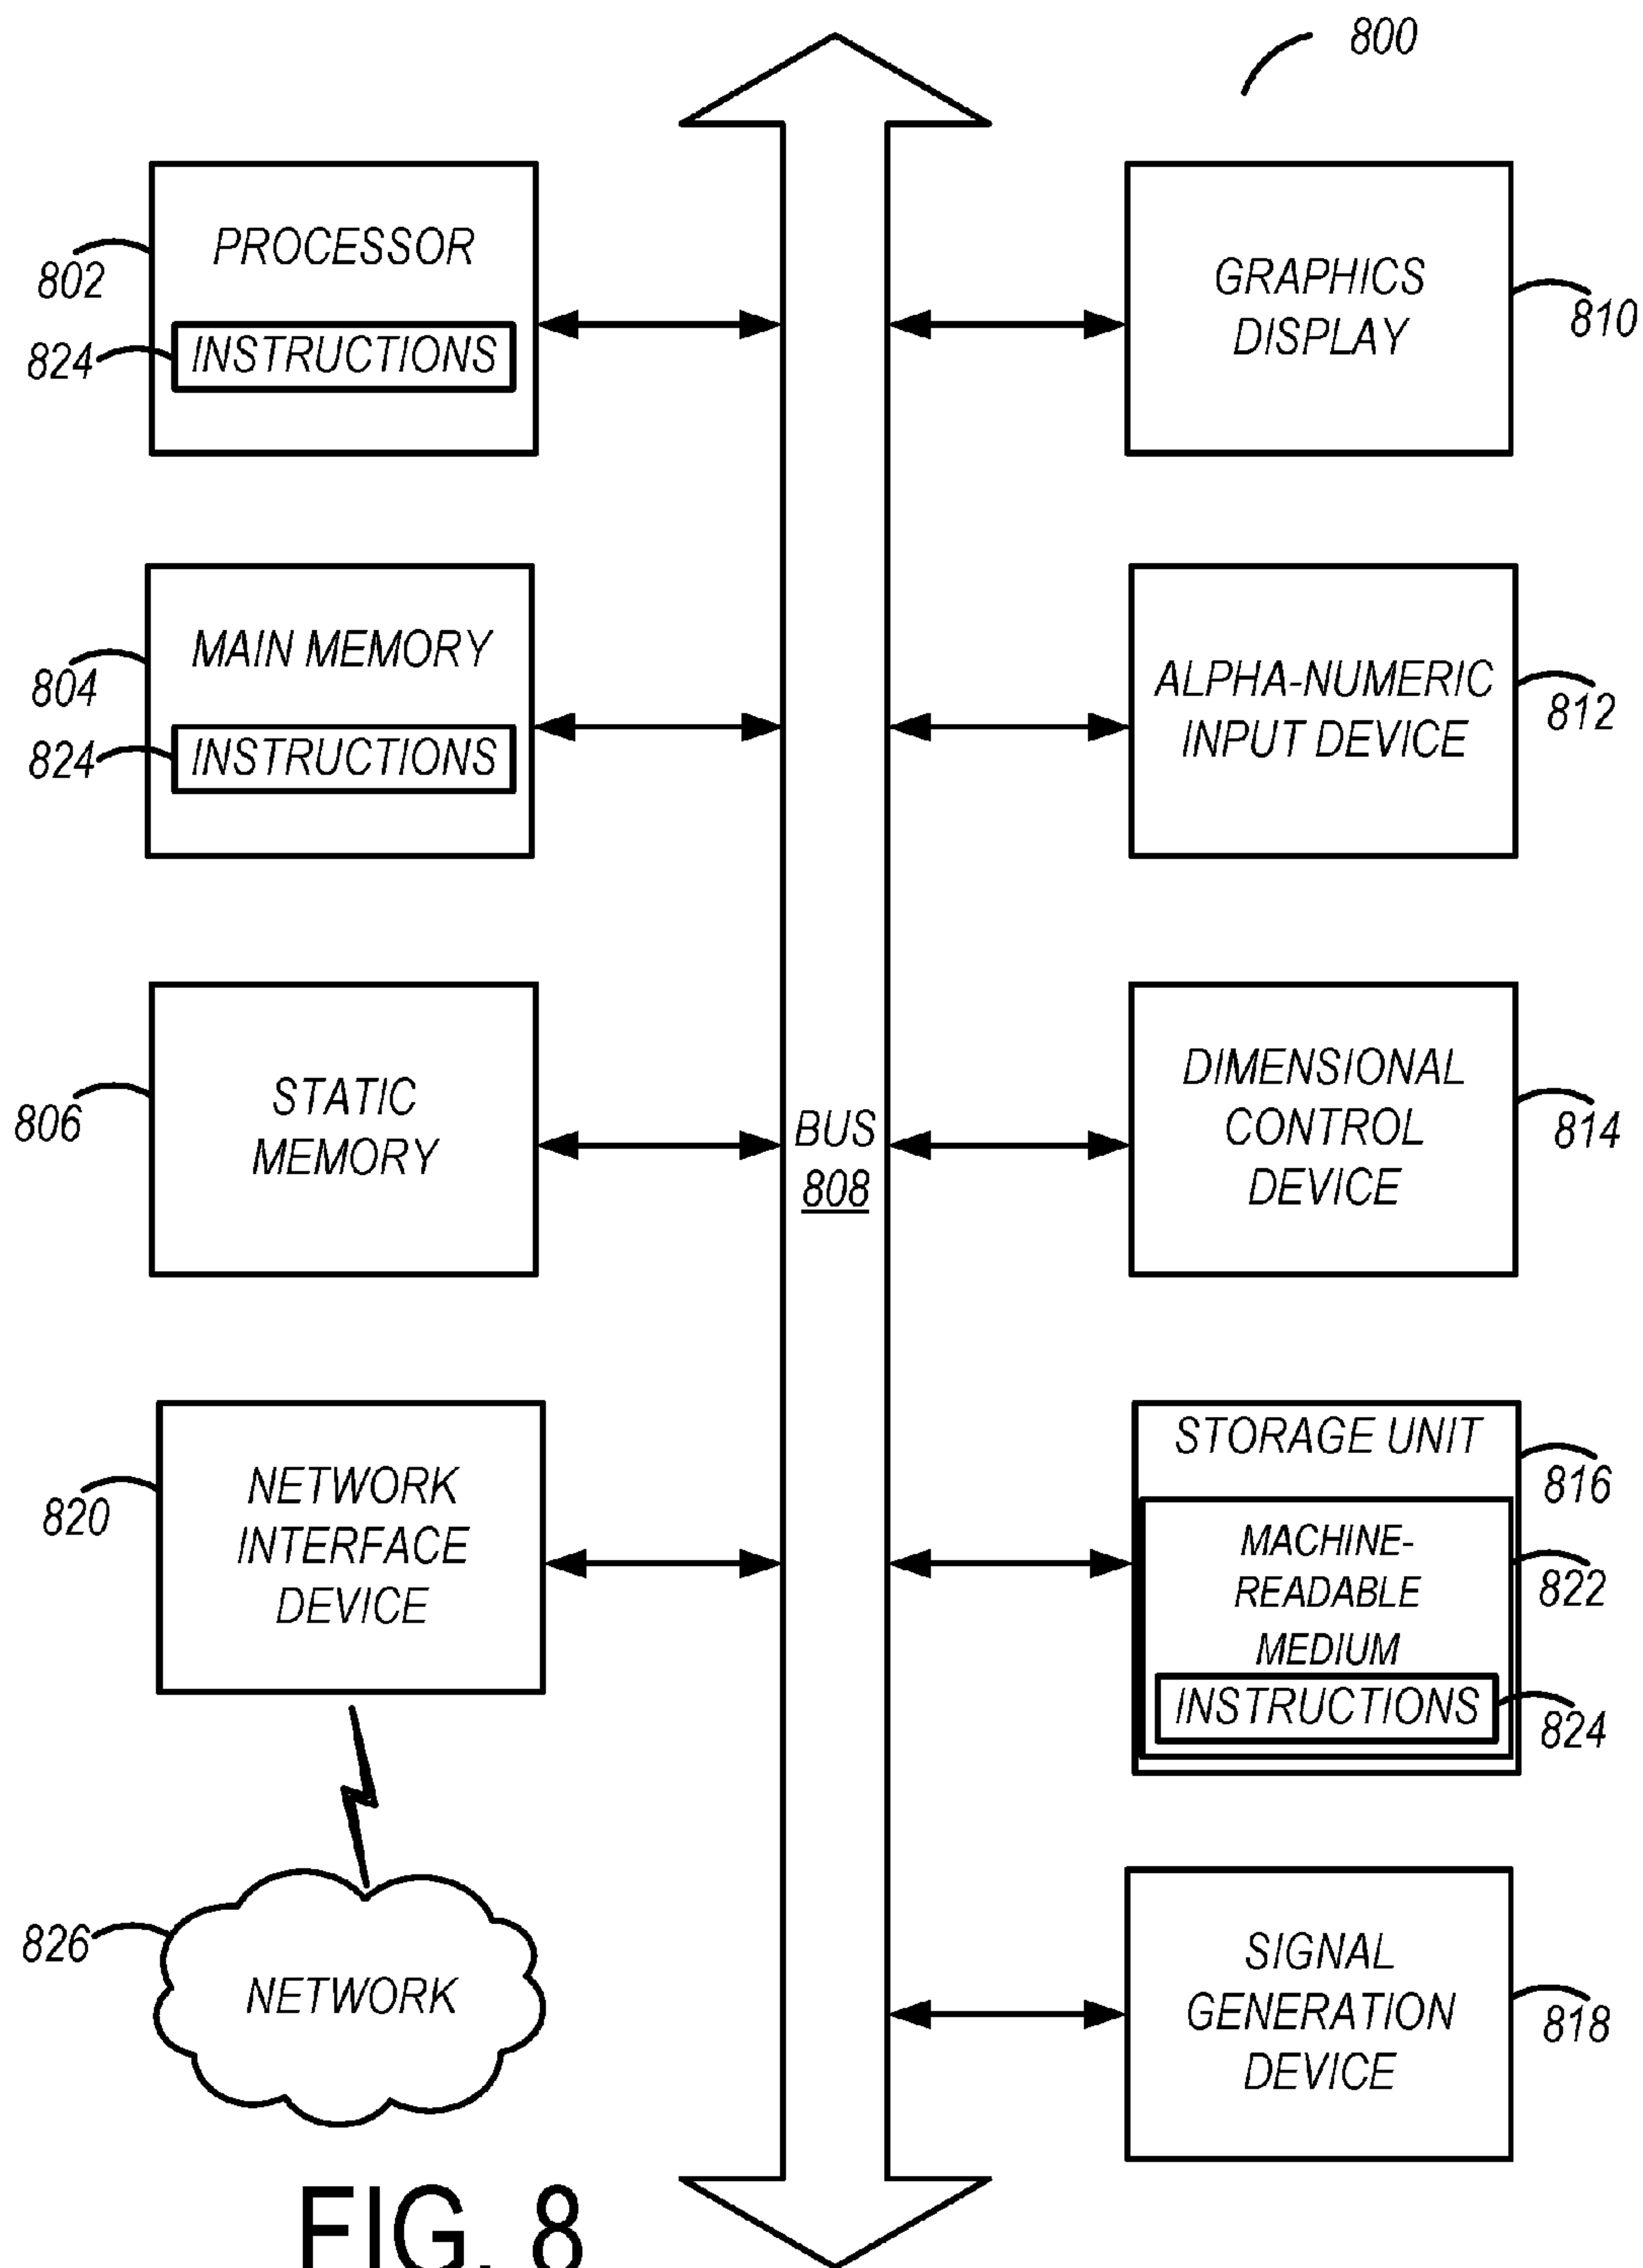 800
PROCESSOR
802
824
INSTRUCTIONS
GRAPHICS
DISPLAY
810
MAIN MEMORY
804
824
INSTRUCTIONS
ALPHA-NUMERIC
INPUT DEVICE
812
STATIC
MEMORY
806
BUS
808
DIMENSIONAL
CONTROL
DEVICE
814
NETWORK
INTERFACE
DEVICE
820
STORAGE UNIT
816
MACHINE-
READABLE
MEDIUM
822
INSTRUCTIONS
824
826
NETWORK
SIGNAL
GENERATION
DEVICE
818
FIG. 8